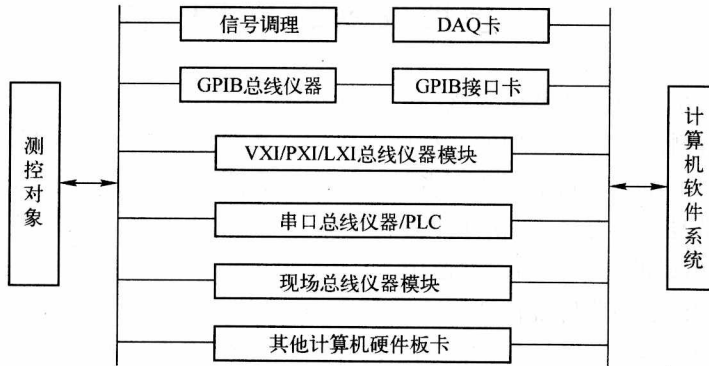 信号调理
DAQ卡
GPIB总线仪器
GPIB接口卡
测控对象
VXI/PXI/LXI总线仪器模块
计算机软件系统
串口总线仪器/PLC
现场总线仪器模块
其他计算机硬件板卡